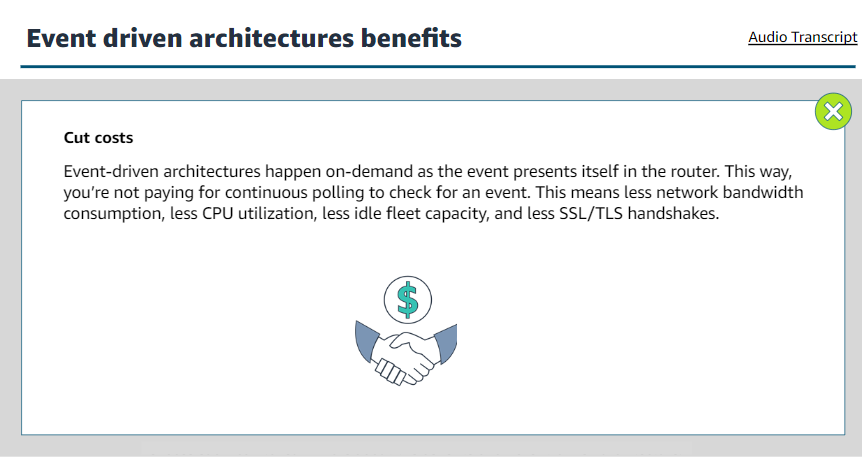 Event driven architectures benefits
Audio Transcript
Cut costs
Event-driven architectures happen on-demand as the event presents itself in the router. This way,
you're not paying for continuous polling to check for an event. This means less network bandwidth
consumption, less CPU utilization, less idle fleet capacity, and less SSL/TLS handshakes.
$